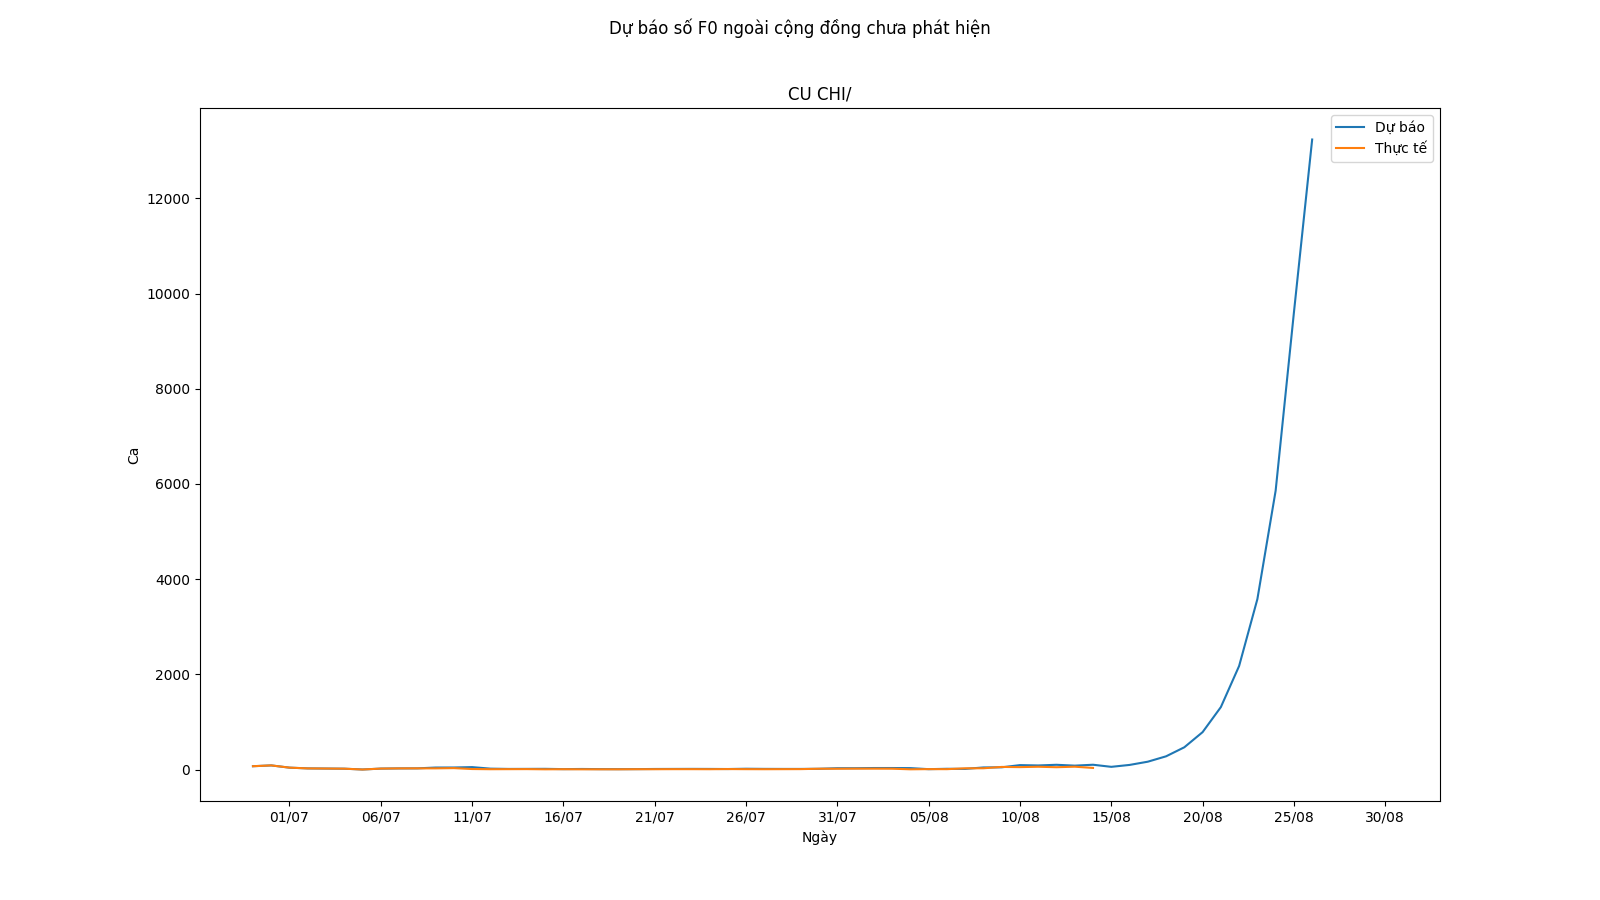 Dự báo số F0 ngoài cộng đồng chưa phát hiện
CU CHI/
Dự báo
Thực tế
12000
10000
8000
6000
4000
2000
0
Ca
01/07 06/07 11/07 16/07 21/07 26/07 31/07 05/08 10/08 15/08 20/08 25/08 30/08
Ngày